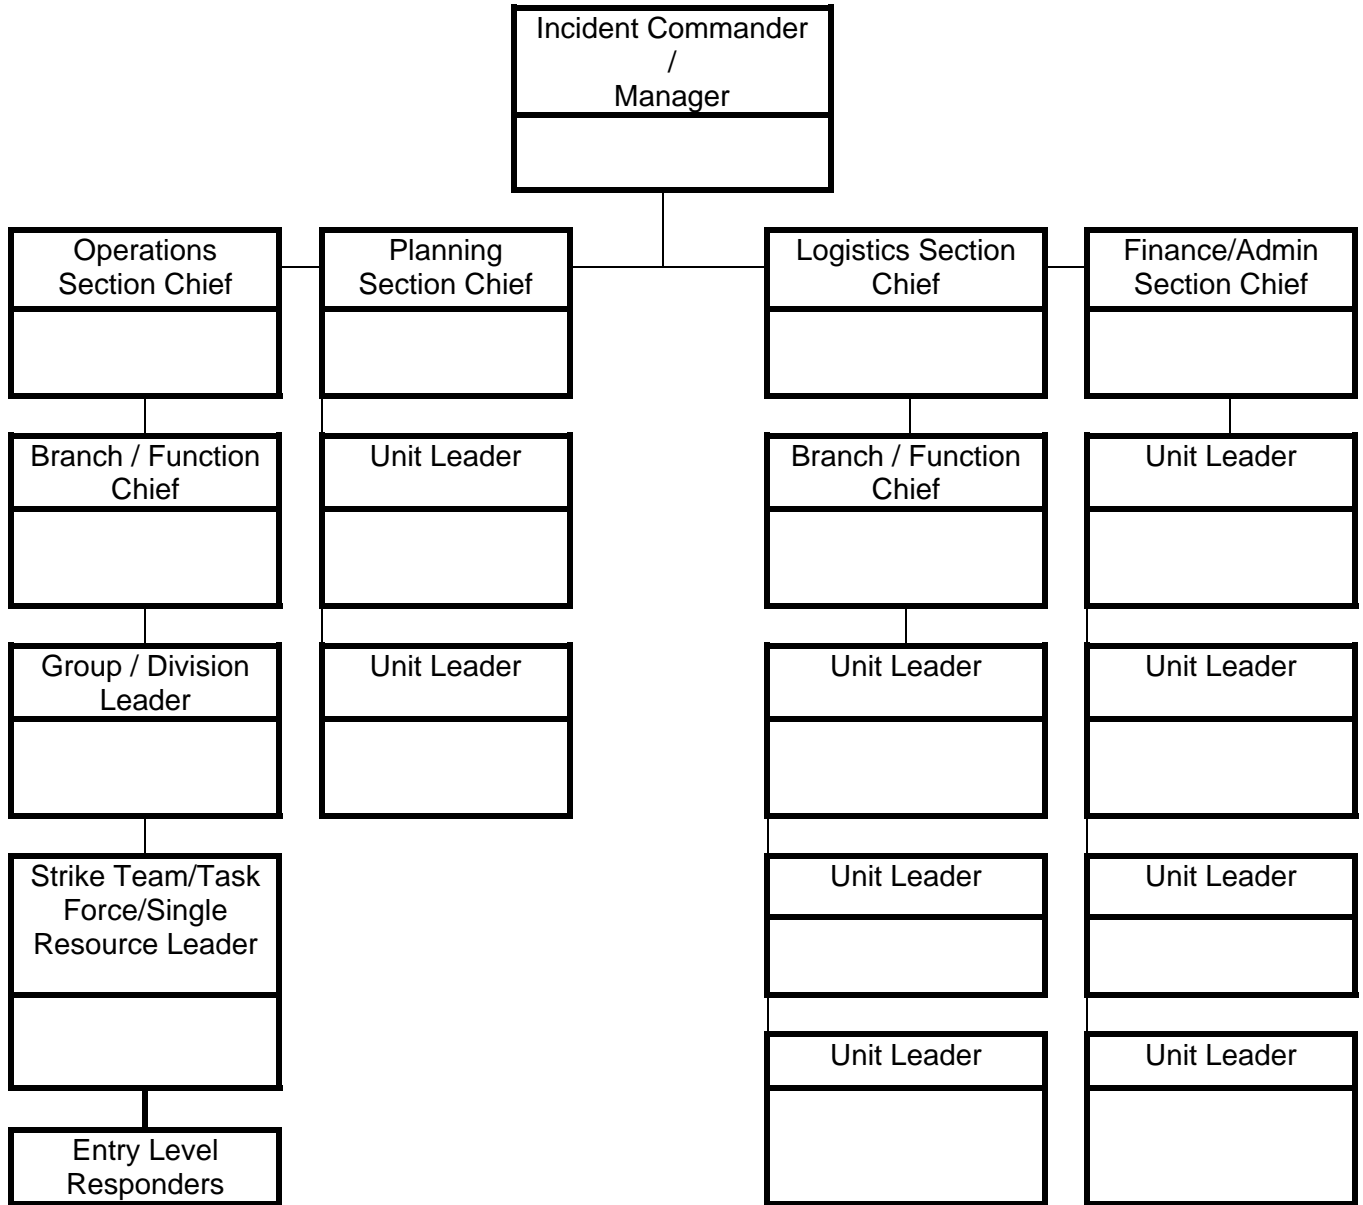 Incident Commander
/
Manager
Operations
Section Chief
Planning
Section Chief
Logistics Section
Chief
Finance/Admin
Section Chief
Branch / Function
Chief
Unit Leader
Branch / Function
Chief
Unit Leader
Group / Division
Leader
Unit Leader
Unit Leader
Unit Leader
Strike Team/Task
Force/Single
Resource Leader
Unit Leader
Unit Leader
Unit Leader
Unit Leader
Entry Level
Responders